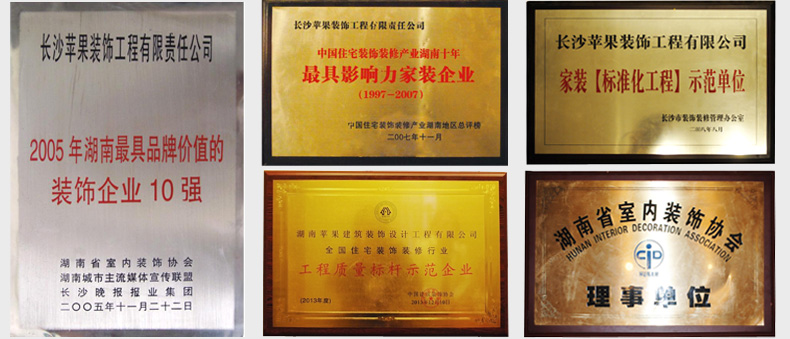 长沙苹果装饰工程有限责任公司
2005年湖南最具品牌价值的
装饰企业10强
湖南省室内装饰协会
湖南城市主流媒体宣传联盟
长沙晚报报业集团
二〇〇五年十一月二十二日
长沙苹果装饰工程有限责任公司
中国住宅装饰装修产业湖南十年
最具影响力家装企业
(1997-2007)
中国住宅装饰装修产业湖南地区总评榜
二〇〇七年十一月
长沙苹果装饰工程有限公司
家装【标准化工程】示范单位
长沙市装饰装修管理办公室
二〇〇八年八月
湖南苹果建筑装饰设计工程有限公司
全国住宅装饰装修行业
工程质量标杆示范企业
(2013年度)
中国建筑装饰协会
湖南省室内装饰协会
HUNAN INTERIOR DECORATION ASSOCIATION
CID
HUNAN
理事单位